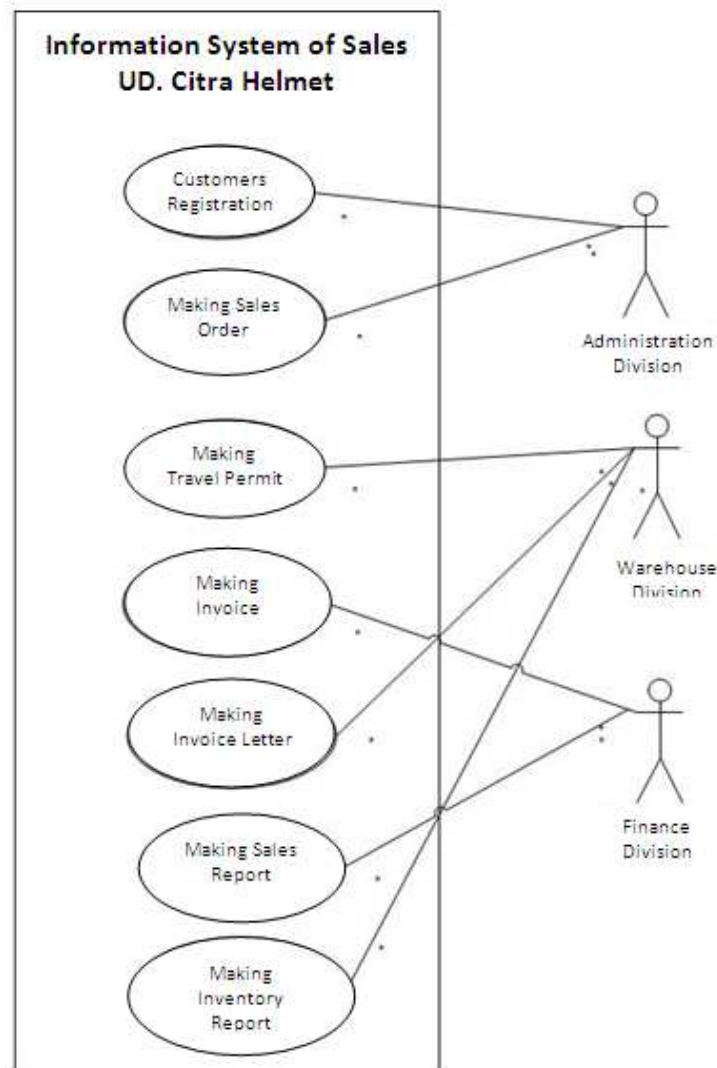 Information System of Sales
UD. Citra Helmet
Customers
Registration
Making Sales
Order
Administration
Division
Making
Travel Permit
Warehouse
Division
Making
Invoice
Making
Invoice Letter
Finance
Division
Making Sales
Report
Making
Inventory
Report